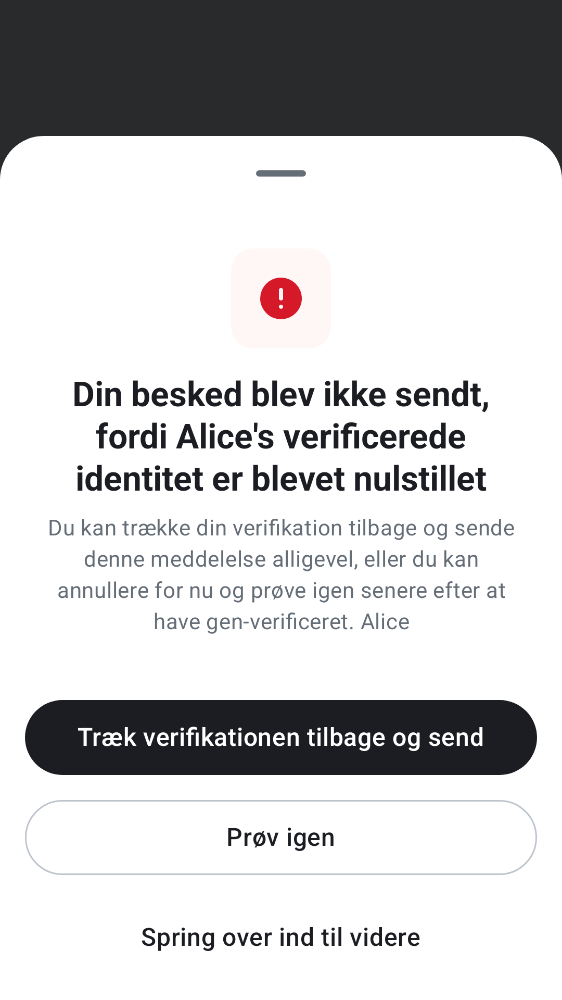 Din besked blev ikke sendt,
fordi Alice's verificerede
identitet er blevet nulstillet
Du kan trække din verifikation tilbage og sende
denne meddelelse alligevel, eller du kan
annullere for nu og prøve igen senere efter at
have gen-verificeret. Alice
Træk verifikationen tilbage og send
Prøv igen
Spring over ind til videre